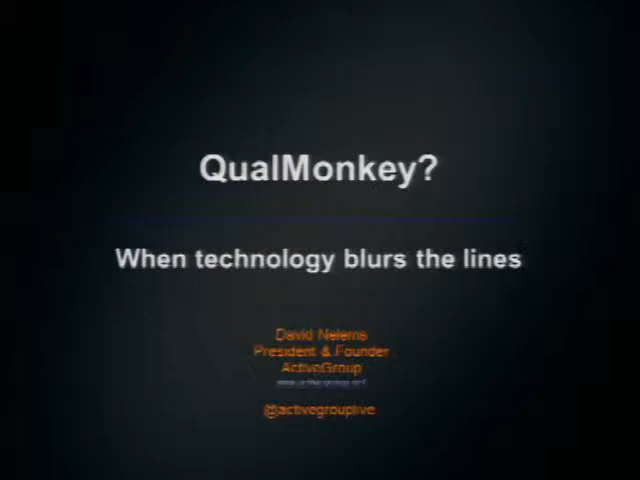 QualMonkey?
When technology blurs the lines
David Nelems
President & Founder
ActiveGroup
@activegrouplive